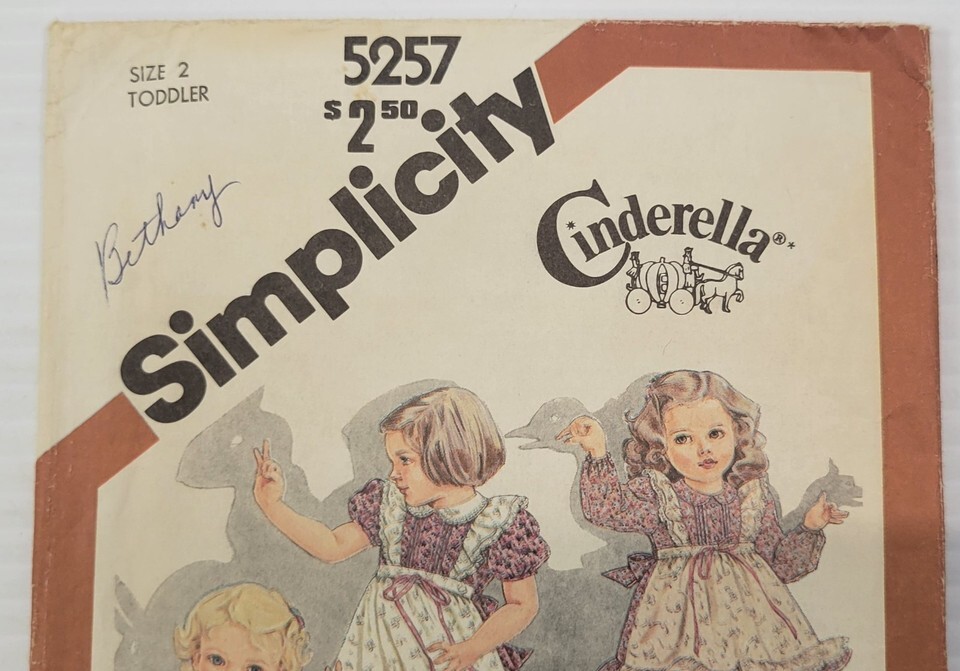 SIZE 2
TODDLER
5257
$2.50
Bethany
Simplicity
Cinderella®*